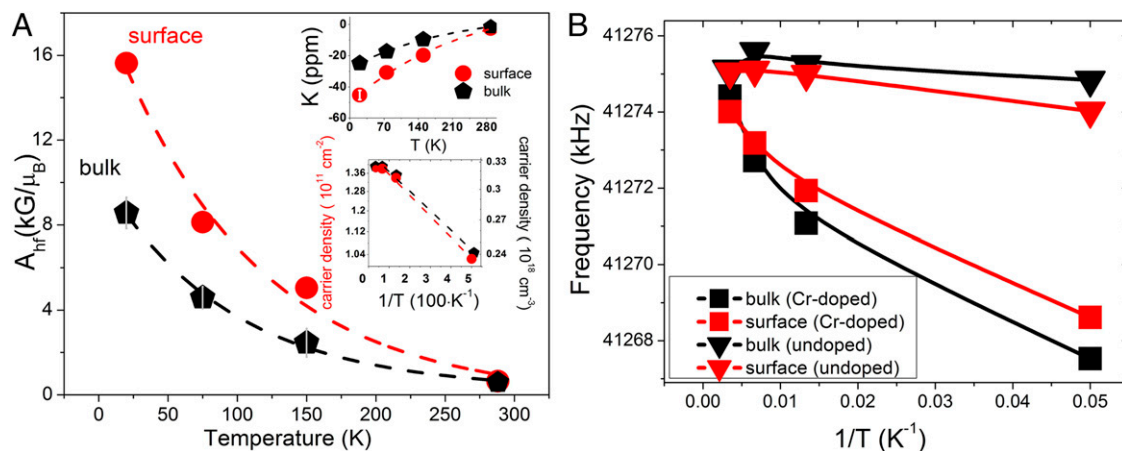 A
surface
bulk
A_hf(kG/μ_B)
16
12
8
4
0
0 50 100 150 200 250 300
Temperature (K)
K (ppm)
0
-20
-40
-60
surface
bulk
0 70 140 210 280
T (K)
carrier density ( 10^11 cm^-2)
1.36
1.28
1.20
1.12
1.04
0.33
0.30
0.27
0.24
carrier density ( 10^18 cm^-3)
0 1 2 3 4 5
1/T (100·K^-1)
B
Frequency (kHz)
41276
41274
41272
41270
41268
bulk (Cr-doped)
surface (Cr-doped)
bulk (undoped)
surface (undoped)
0.00 0.01 0.02 0.03 0.04 0.05
1/T (K^-1)